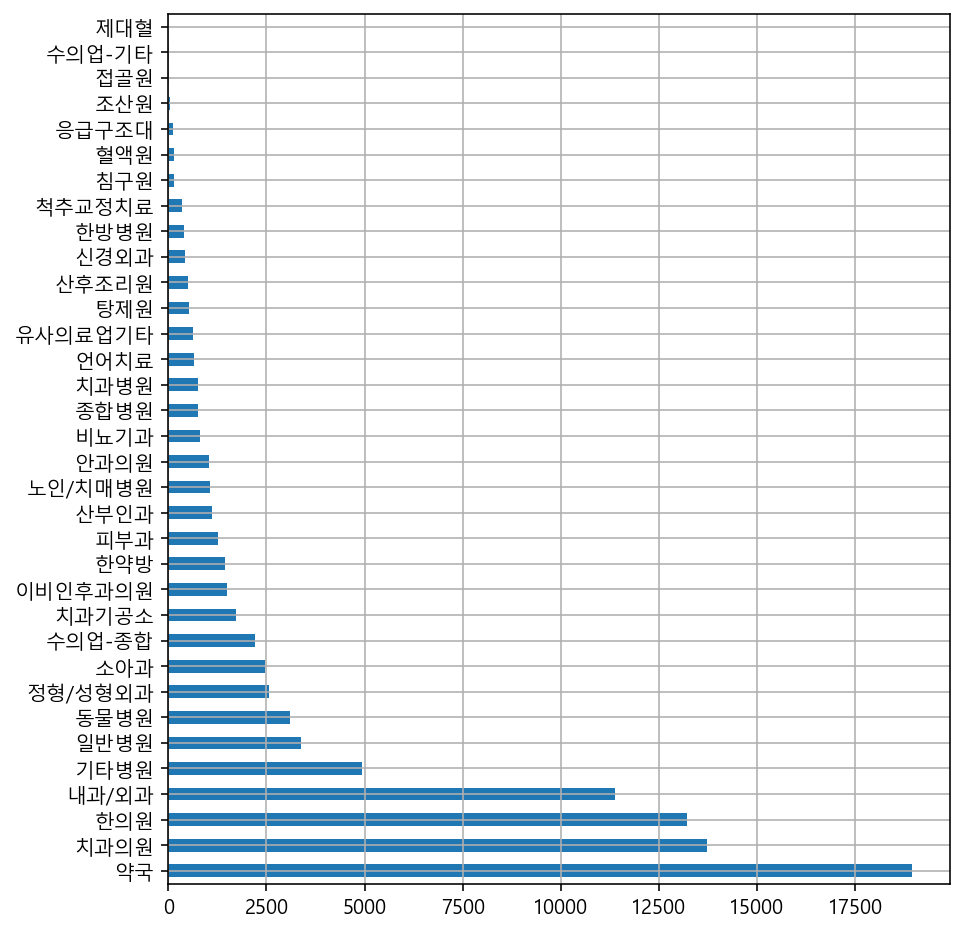 제대혈
수의업-기타
접골원
조산원
응급구조대
혈액원
침구원
척추교정치료
한방병원
신경외과
산후조리원
탕제원
유사의료업기타
언어치료
치과병원
종합병원
비뇨기과
안과의원
노인/치매병원
산부인과
피부과
한약방
이비인후과의원
치과기공소
수의업-종합
소아과
정형/성형외과
동물병원
일반병원
기타병원
내과/외과
한의원
치과의원
약국
0 2500 5000 7500 10000 12500 15000 17500